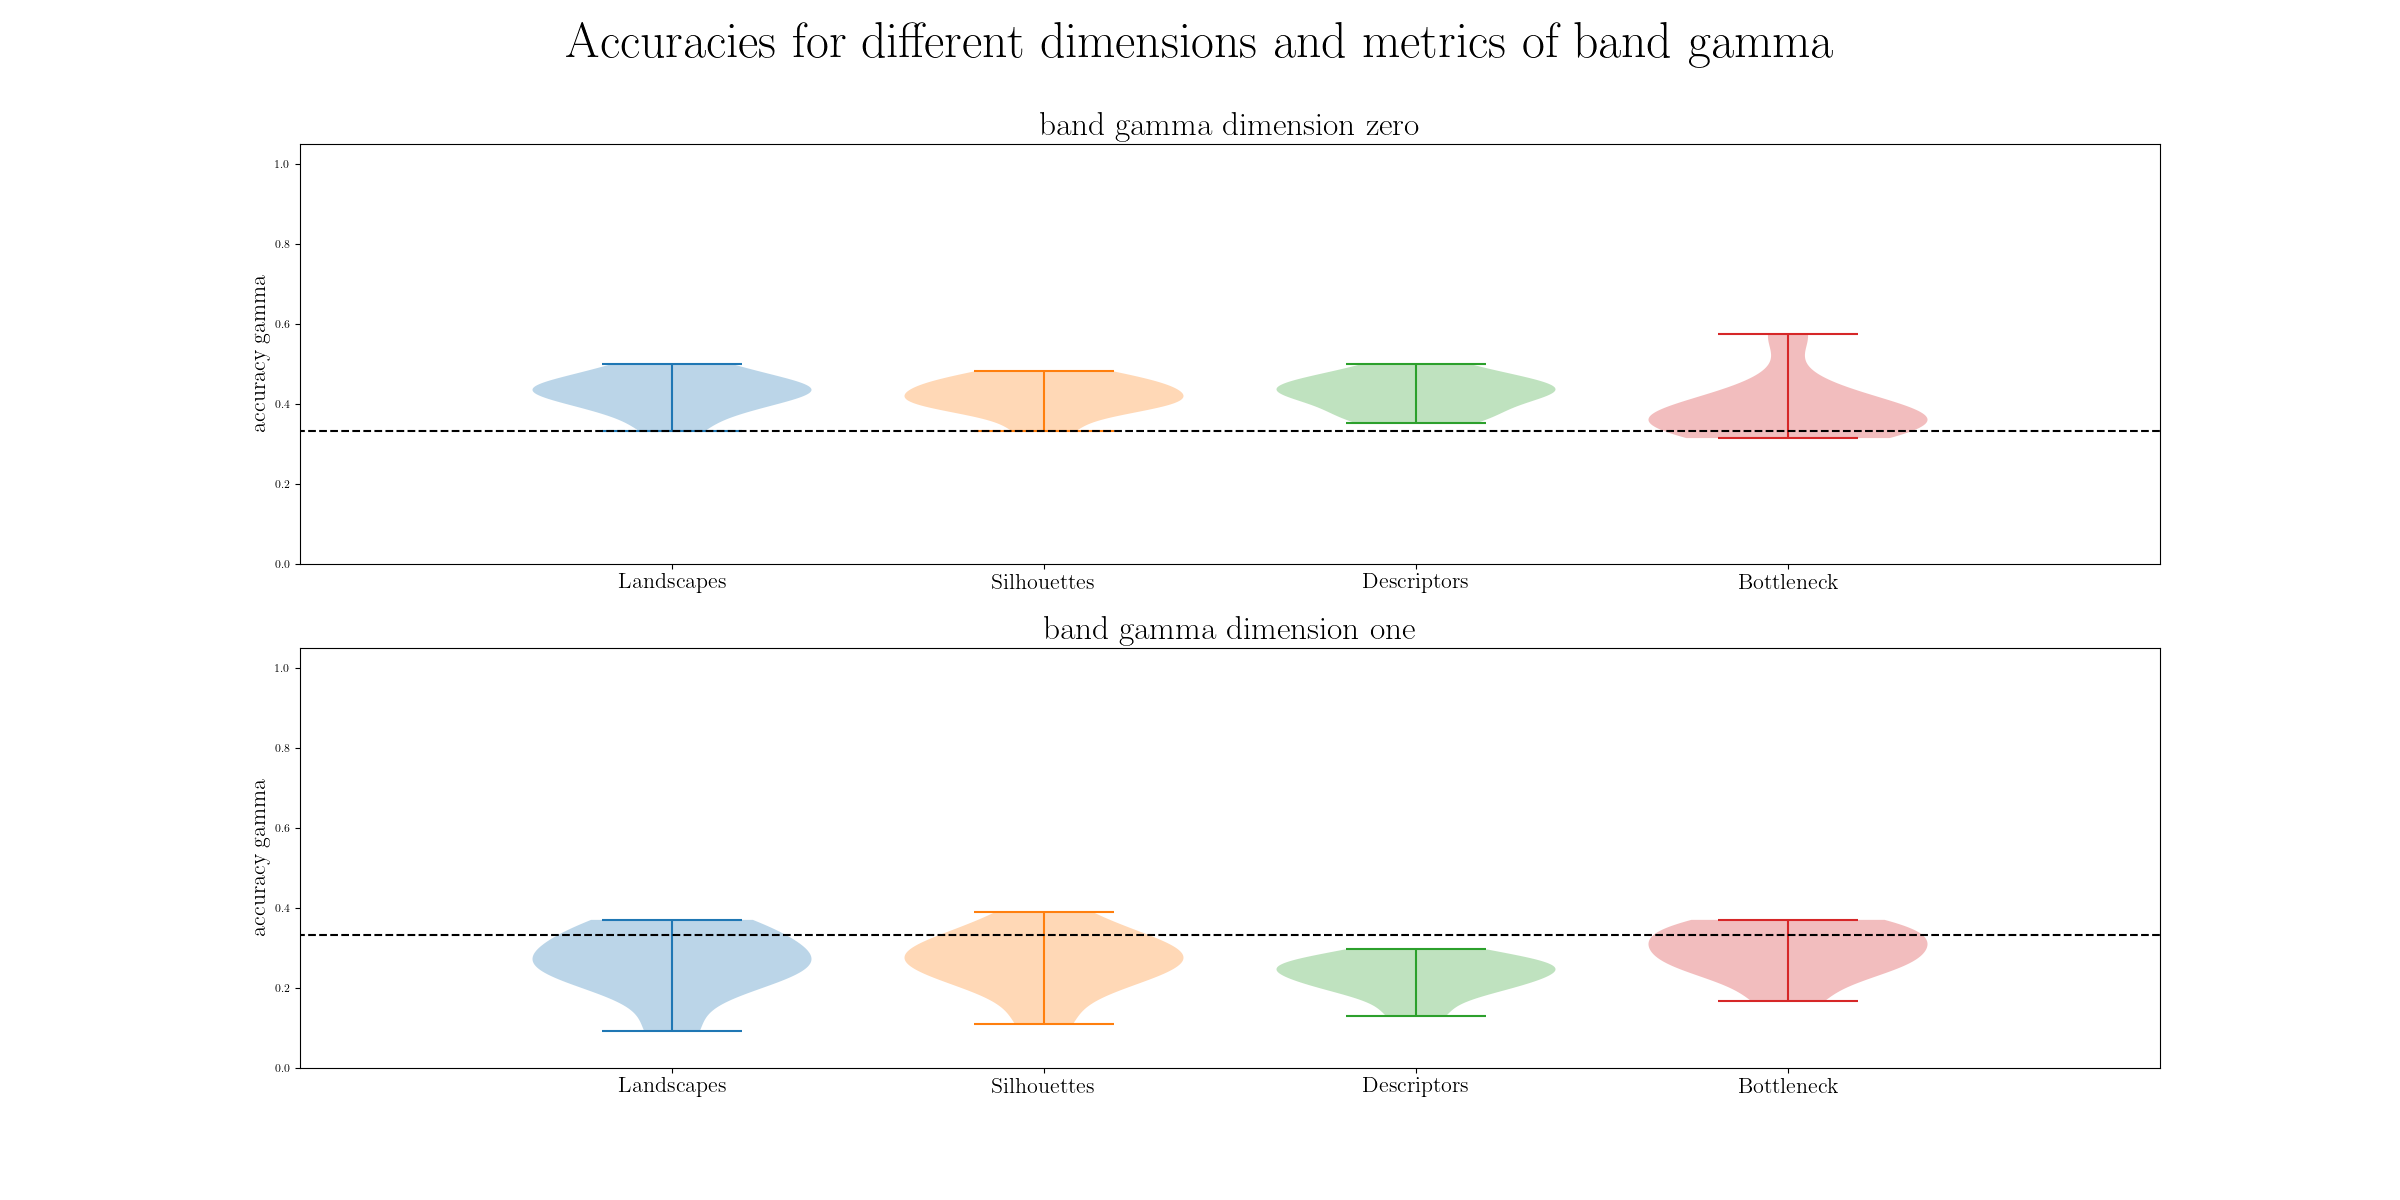 Accuracies for different dimensions and metrics of band gamma
band gamma dimension zero
accuracy gamma
1.0
0.8
0.6
0.4
0.2
0.0
Landscapes Silhouettes Descriptors Bottleneck
band gamma dimension one
accuracy gamma
1.0
0.8
0.6
0.4
0.2
0.0
Landscapes Silhouettes Descriptors Bottleneck